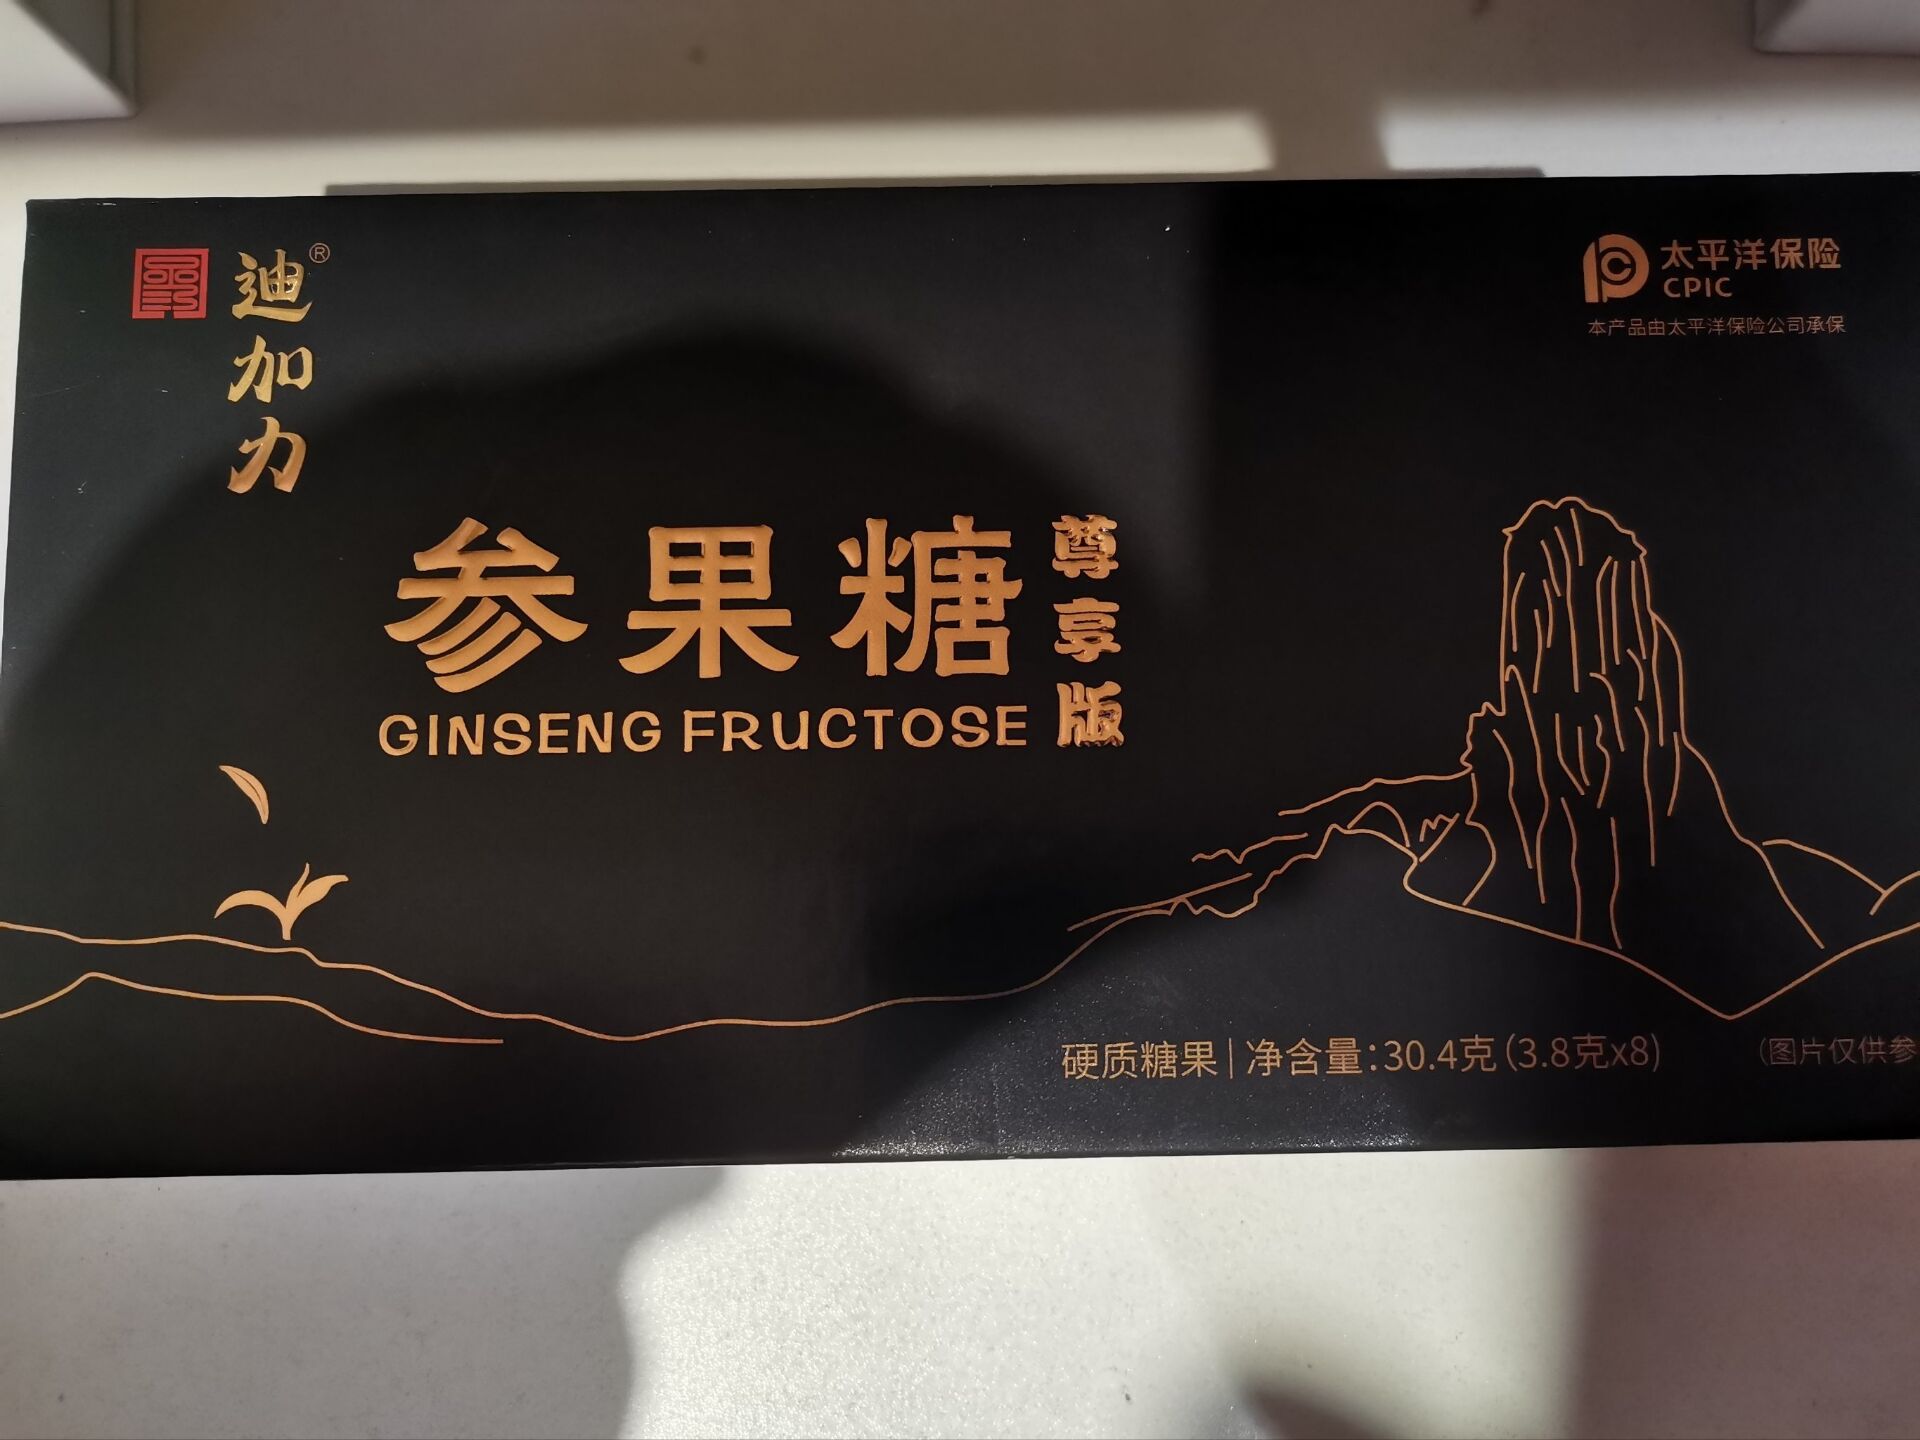 迪加力®
太平洋保险
CPIC
本产品由太平洋保险公司承保
参果糖
尊享版
GINSENG FRUCTOSE
硬质糖果|净含量:30.4克(3.8克x8)
(图片仅供参